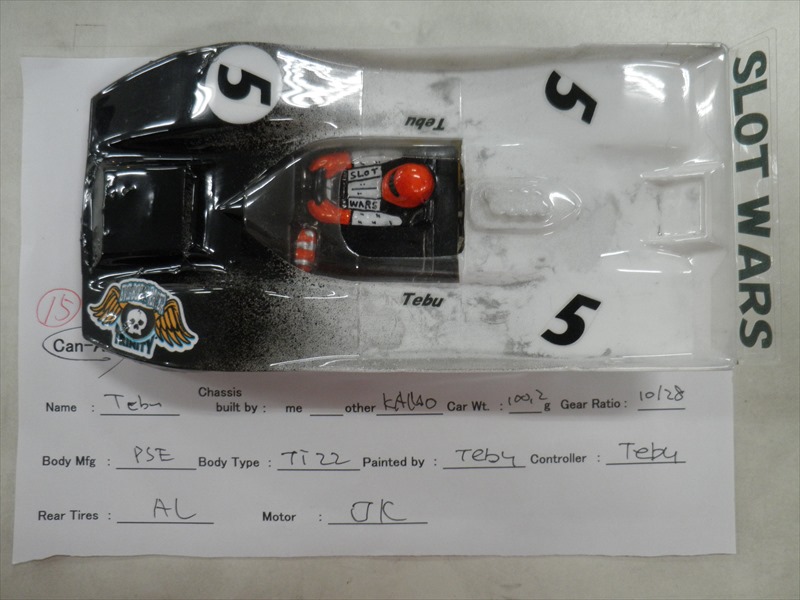 5
5
SLOT WARS
Tebu
SLOT
WARS
Tebu
5
15
Can-A
Name : Tebu Chassis built by : me other KACAO Car Wt. : 100,2 g Gear Ratio : 10/28
Body Mfg : PSE Body Type : Ti22 Painted by : Tebu Controller : Tebu
Rear Tires : AL Motor : JK